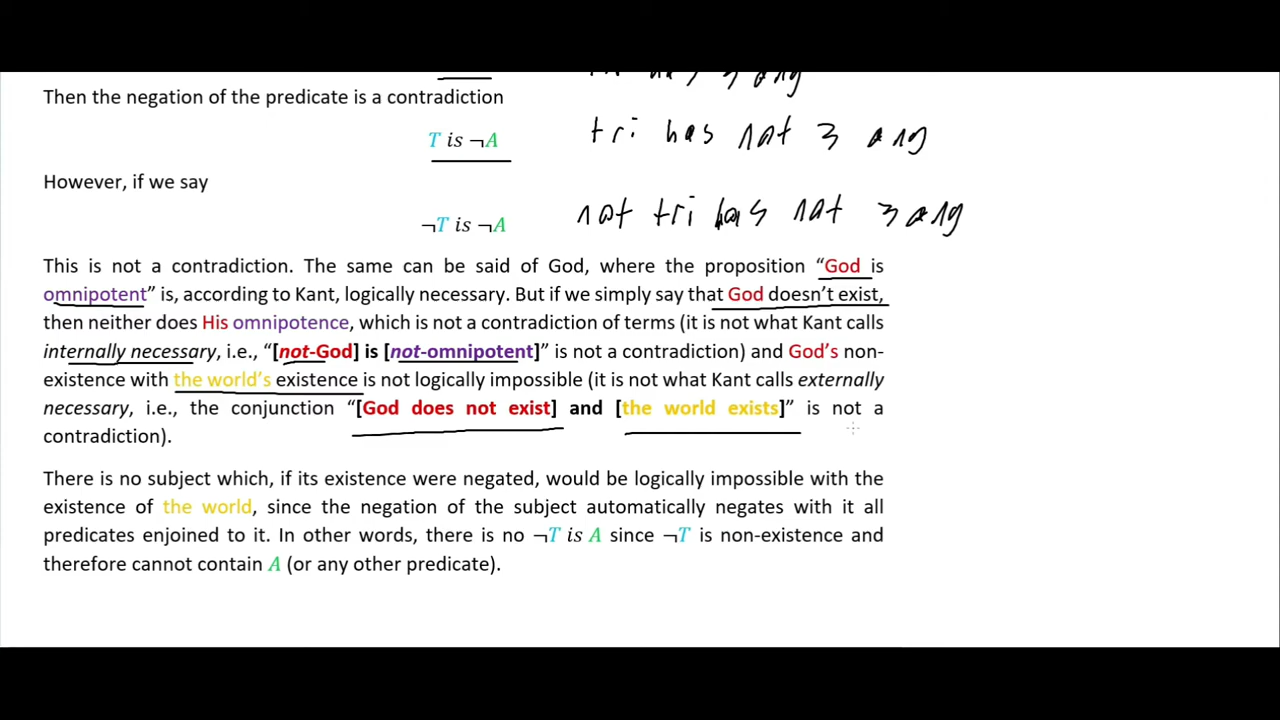 has 3 ang
Then the negation of the predicate is a contradiction
T is ¬A
tri has not 3 ang
However, if we say
¬T is ¬A
not tri has not 3 ang
This is not a contradiction. The same can be said of God, where the proposition “God is
omnipotent” is, according to Kant, logically necessary. But if we simply say that God doesn’t exist,
then neither does His omnipotence, which is not a contradiction of terms (it is not what Kant calls
internally necessary, i.e., “[not-God] is [not-omnipotent]” is not a contradiction) and God’s non-
existence with the world’s existence is not logically impossible (it is not what Kant calls externally
necessary, i.e., the conjunction “[God does not exist] and [the world exists]” is not a
contradiction).
There is no subject which, if its existence were negated, would be logically impossible with the
existence of the world, since the negation of the subject automatically negates with it all
predicates enjoined to it. In other words, there is no ¬T is A since ¬T is non-existence and
therefore cannot contain A (or any other predicate).